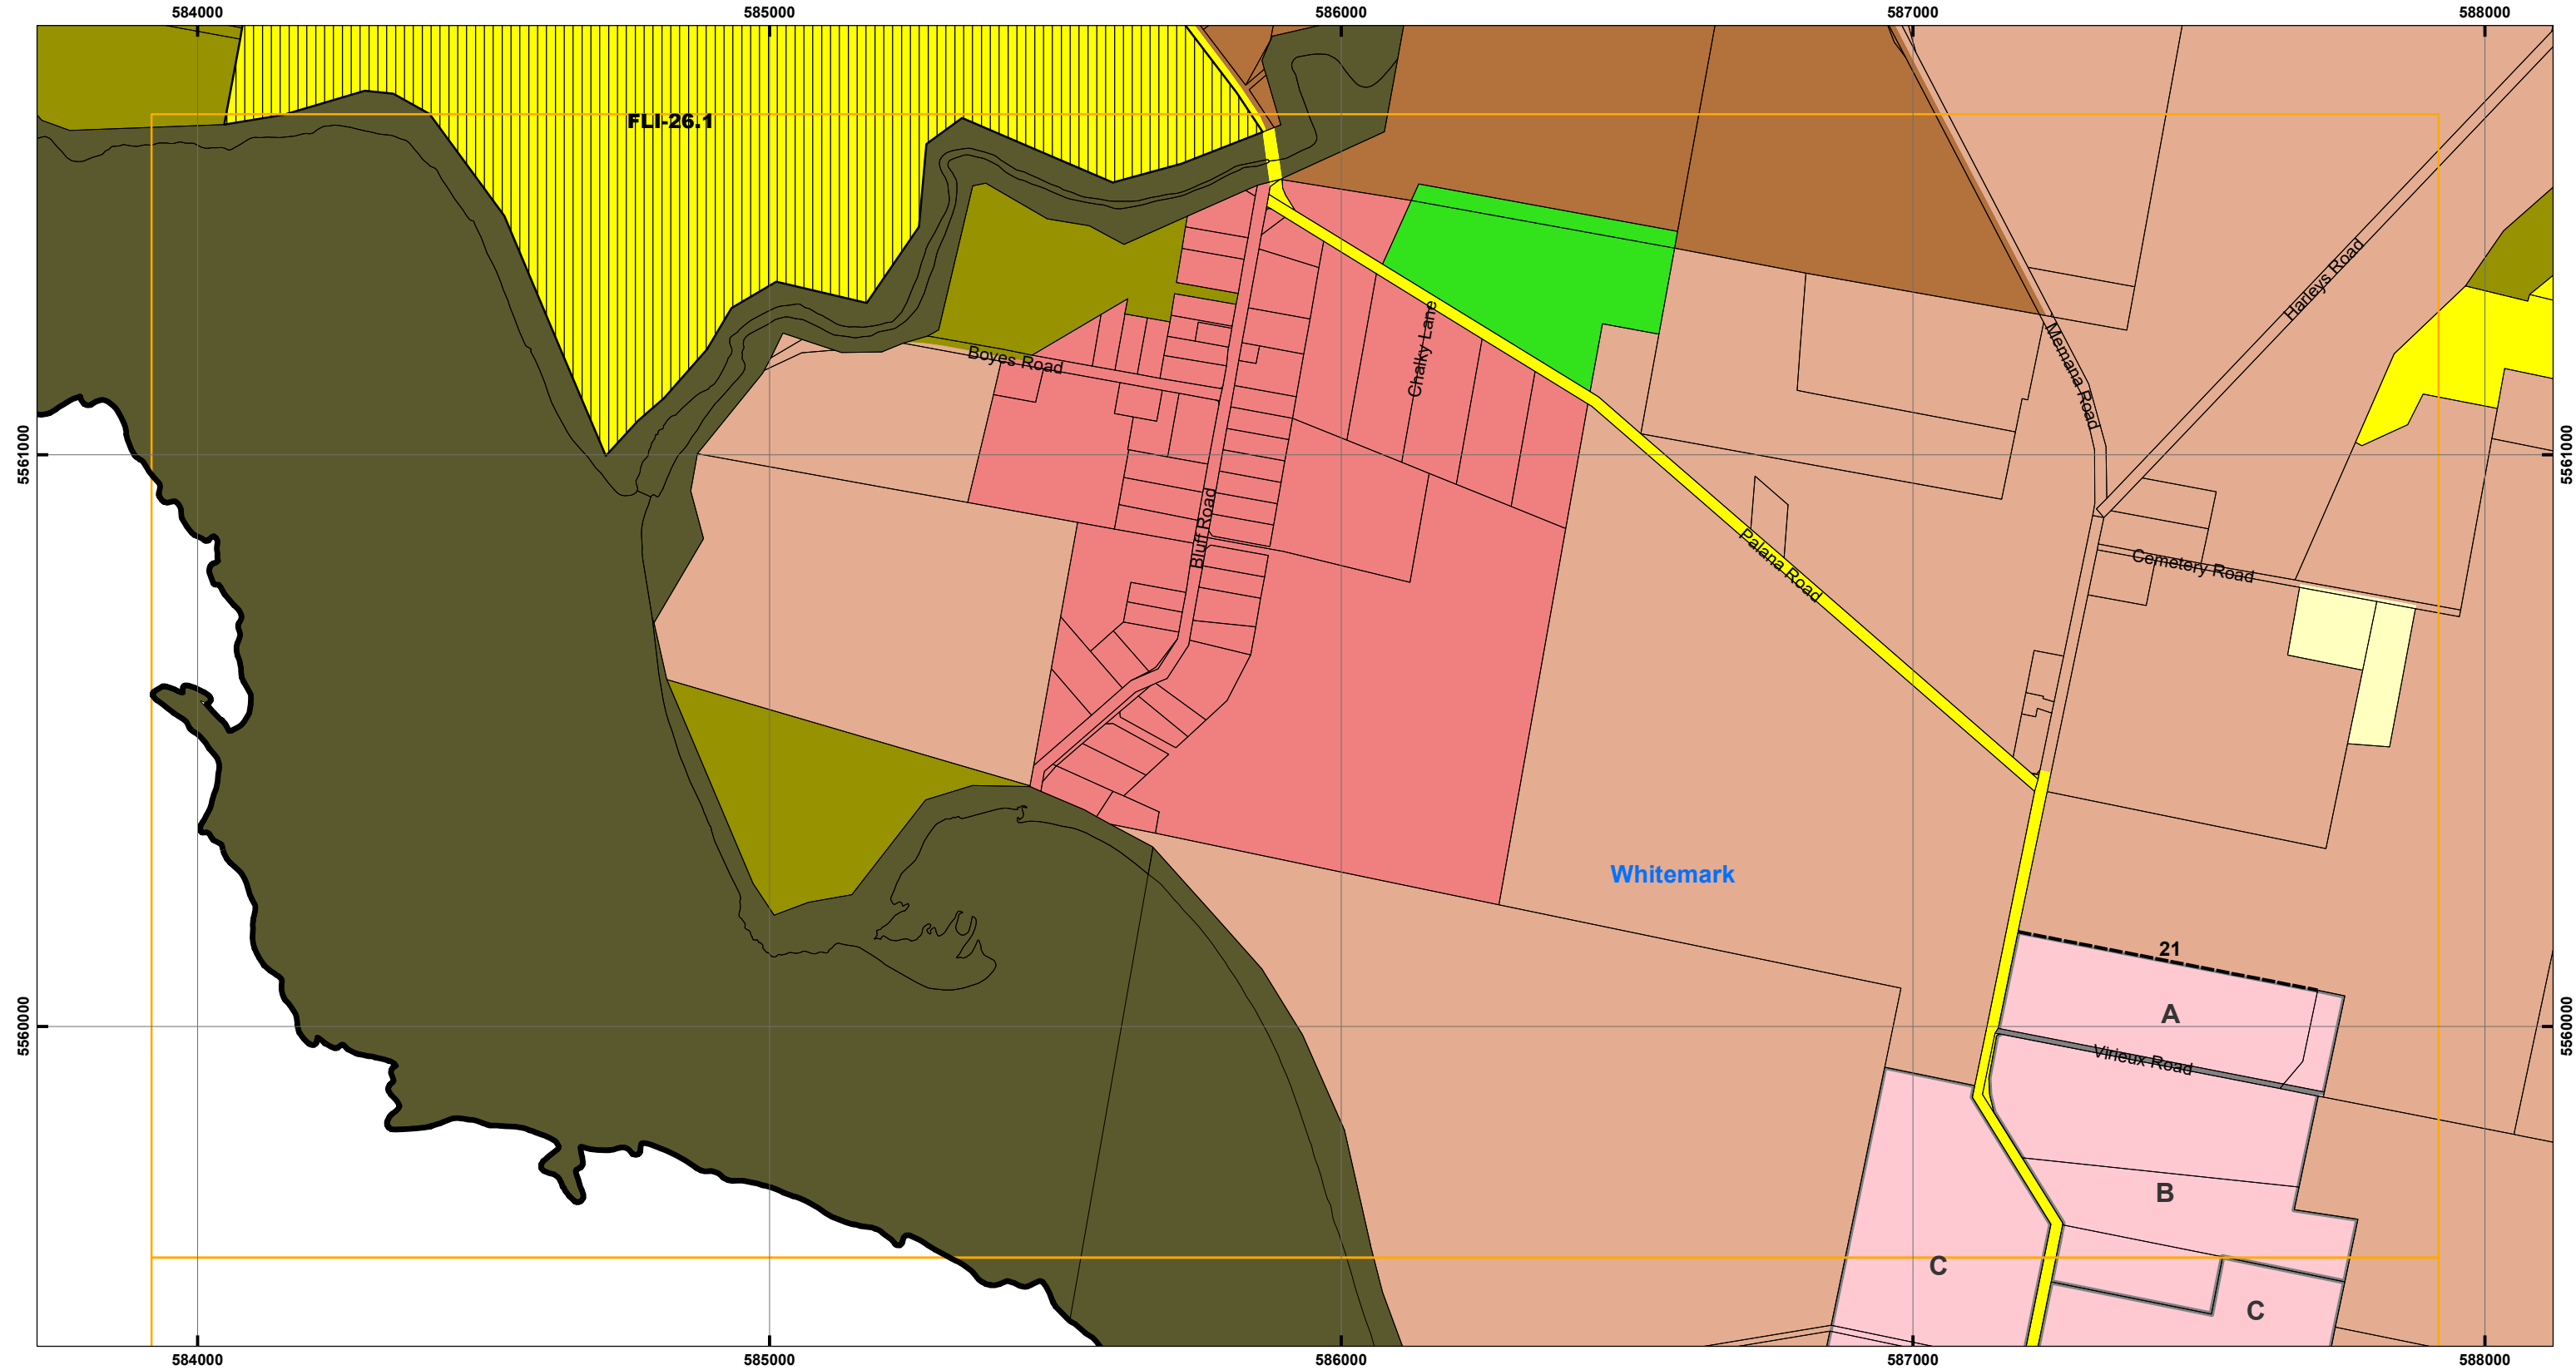 584000 585000 586000 587000 588000
FLI-26.1
Harleys Road
Chalky Lane
Memana Road
Boyes Road
5561000 5561000
Bluff Road
Palana Road
Cemetery Road
Whitemark
21
A
5560000 5560000
Virieux Road
B
C
C
584000 585000 586000 587000 588000